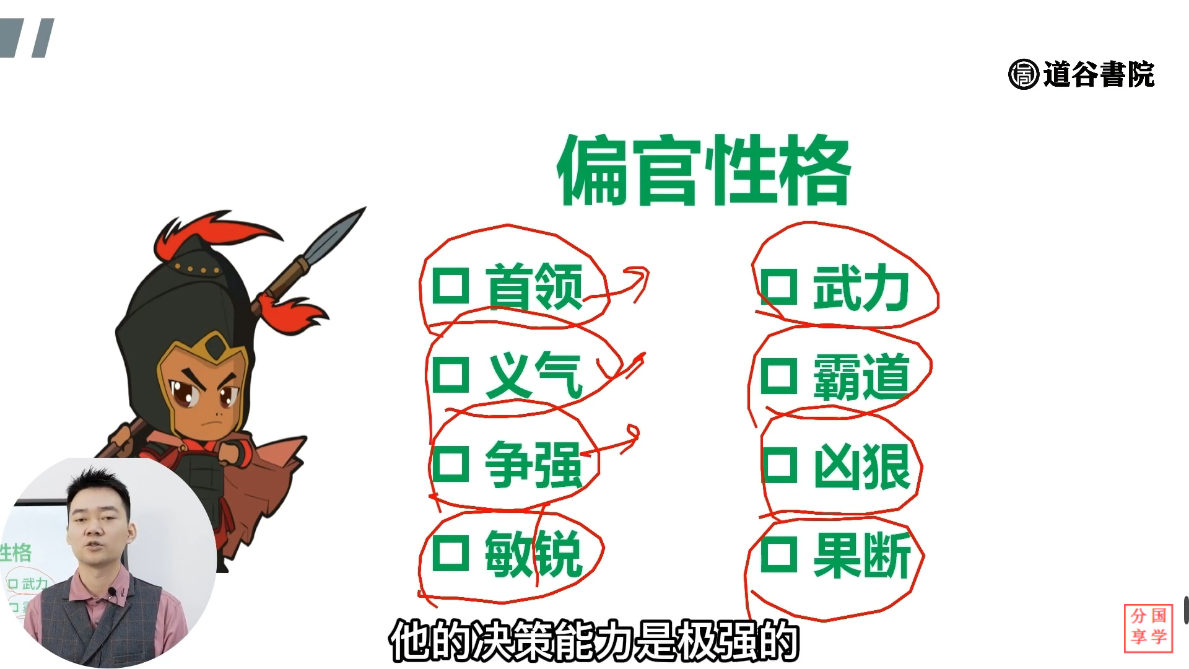 道谷書院
偏官性格
首领
武力
义气
霸道
争强
凶狠
敏锐
果断
性格
武力
他的决策能力是极强的
国学
分享